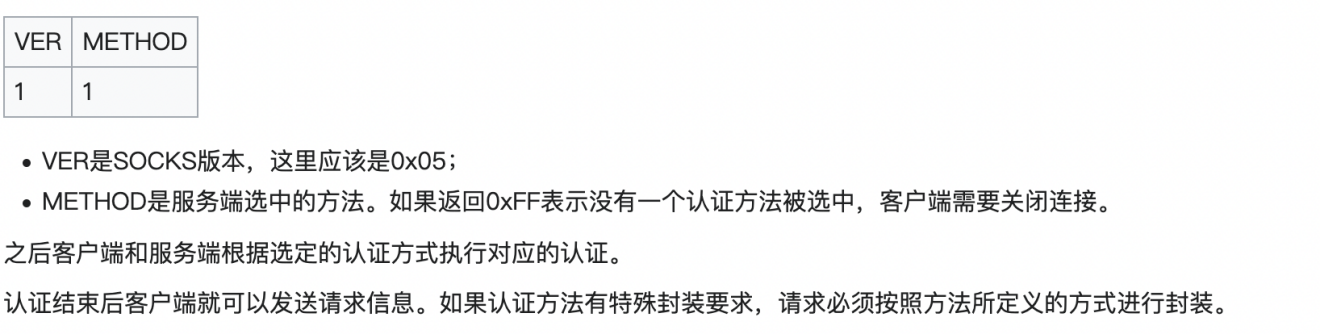 VER METHOD
1 1
• VER是SOCKS版本，这里应该是0x05；
• METHOD是服务端选中的方法。如果返回0xFF表示没有一个认证方法被选中，客户端需要关闭连接。
之后客户端和服务端根据选定的认证方式执行对应的认证。
认证结束后客户端就可以发送请求信息。如果认证方法有特殊封装要求，请求必须按照方法所定义的方式进行封装。